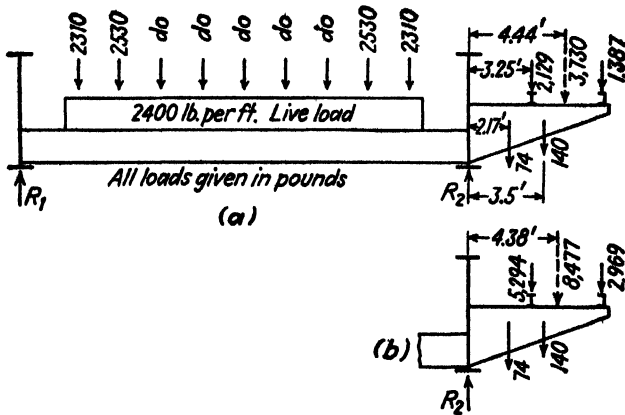 2310 2530 do do do do do 2530 2310
2400 lb. per ft. Live load
4.44'
3.25'
2,129 3,730 1,387
2.17'
74 140
3.5'
R1 R2
All loads given in pounds
(a)
4.38'
5,294 8,477 2,969
(b)
74 140
R2